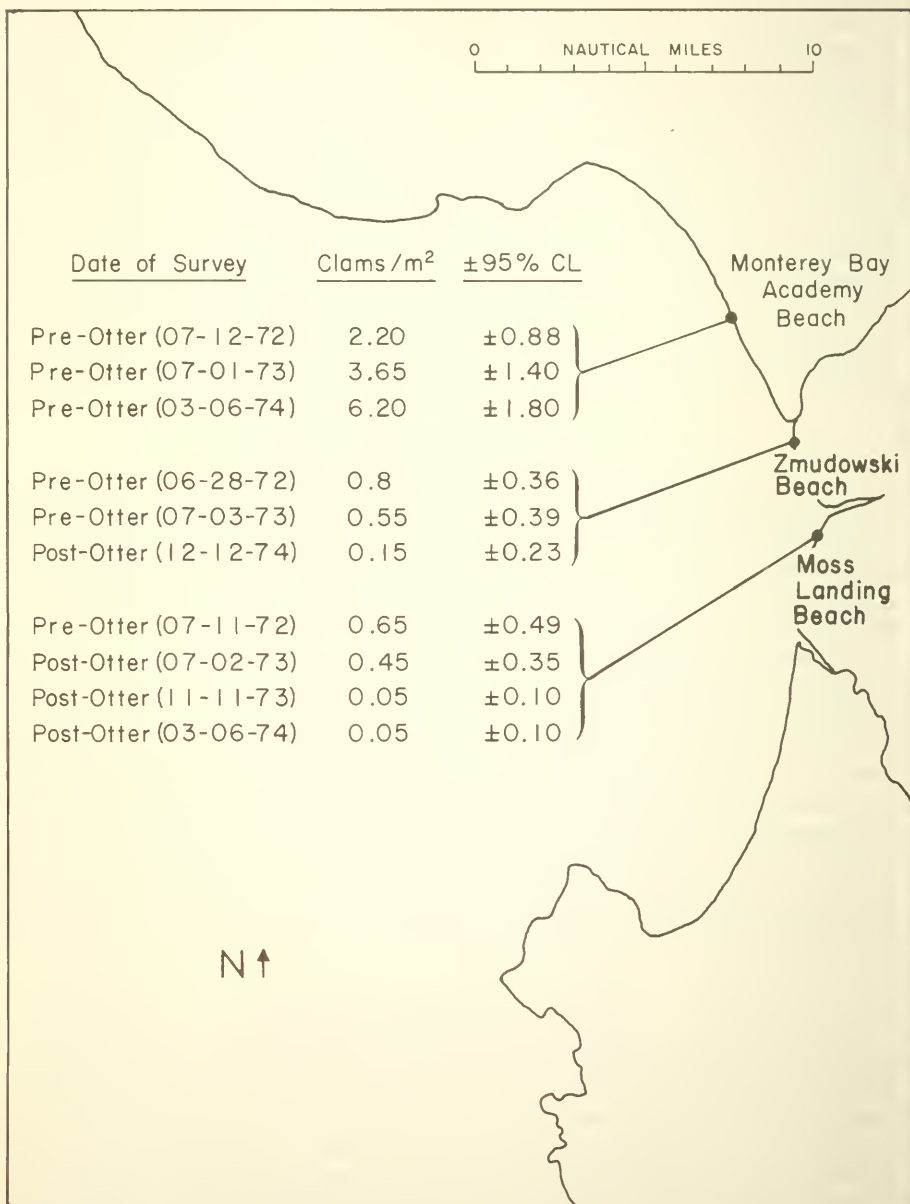 0 NAUTICAL MILES 10
Date of Survey Clams/m² ±95% CL
Pre-Otter (07-12-72) 2.20 ±0.88
Pre-Otter (07-01-73) 3.65 ±1.40
Pre-Otter (03-06-74) 6.20 ±1.80
Pre-Otter (06-28-72) 0.8 ±0.36
Pre-Otter (07-03-73) 0.55 ±0.39
Post-Otter (12-12-74) 0.15 ±0.23
Pre-Otter (07-11-72) 0.65 ±0.49
Post-Otter (07-02-73) 0.45 ±0.35
Post-Otter (11-11-73) 0.05 ±0.10
Post-Otter (03-06-74) 0.05 ±0.10
Monterey Bay
Academy
Beach
Zmudowski
Beach
Moss
Landing
Beach
N